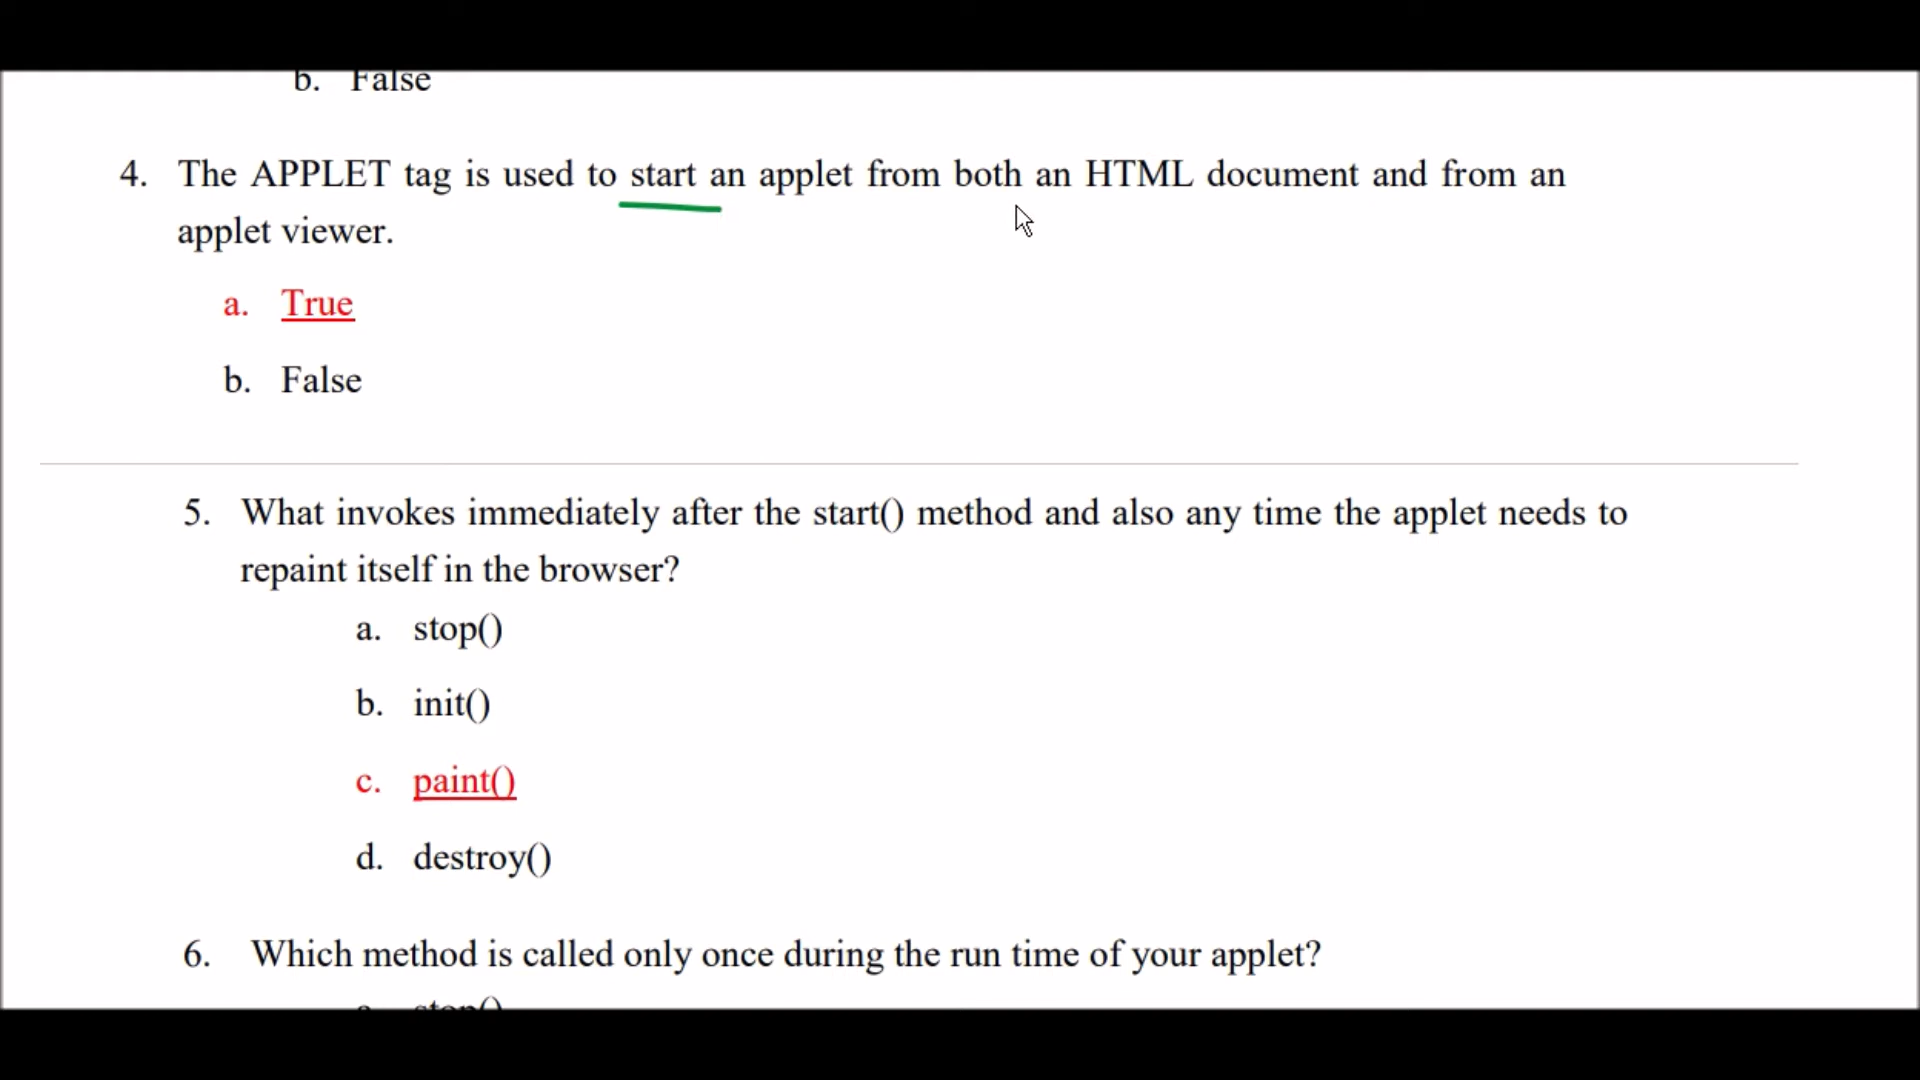 b. False
4. The APPLET tag is used to start an applet from both an HTML document and from an
applet viewer.
a. True
b. False
5. What invokes immediately after the start() method and also any time the applet needs to
repaint itself in the browser?
a. stop()
b. init()
c. paint()
d. destroy()
6. Which method is called only once during the run time of your applet?
a. stop()